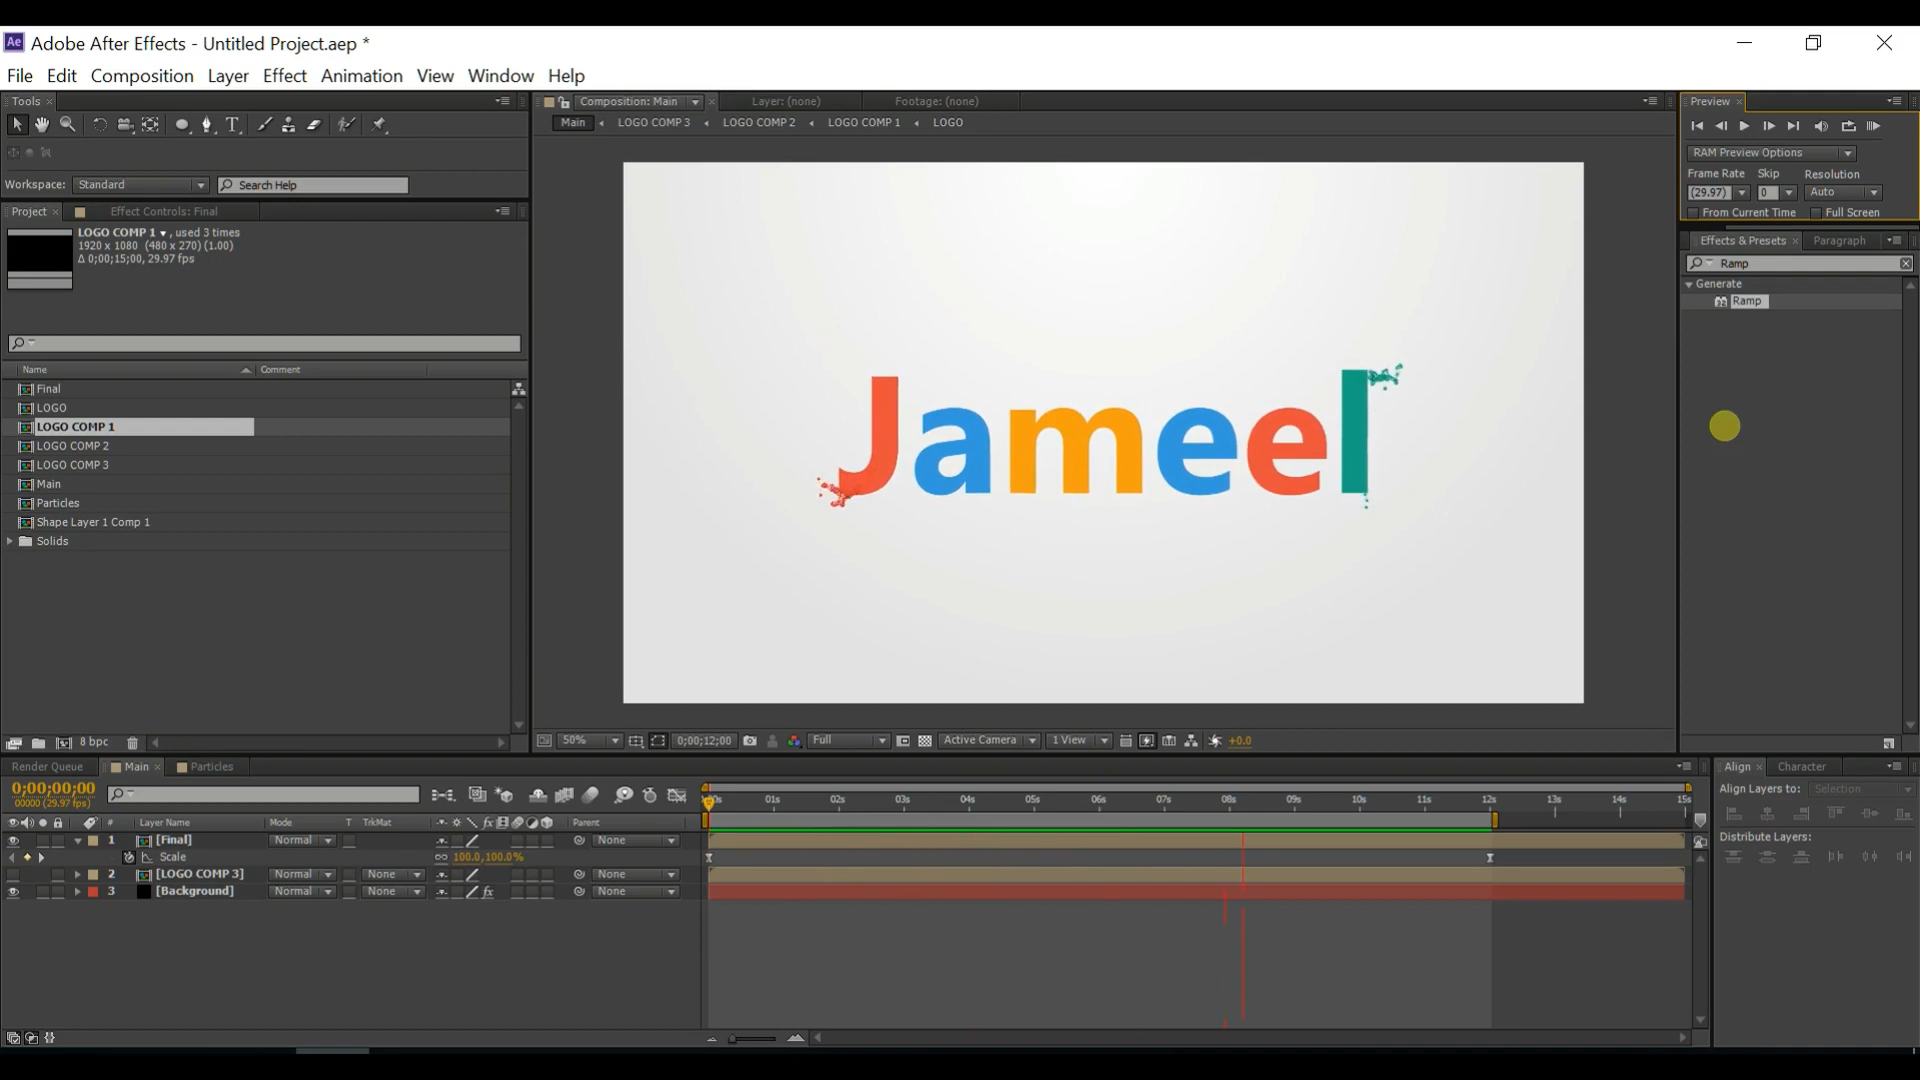 Ae Adobe After Effects - Untitled Project.aep *
File Edit Composition Layer Effect Animation View Window Help
Tools
Composition: Main
Layer: (none)
Footage: (none)
Preview
Main LOGO COMP 3 LOGO COMP 2 LOGO COMP 1 LOGO
RAM Preview Options
Frame Rate Skip Resolution
(29.97) 0 Auto
From Current Time Full Screen
Workspace: Standard Search Help
Project Effect Controls: Final
LOGO COMP 1 , used 3 times
1920 x 1080 (480 x 270) (1.00)
Δ 0;00;15;00, 29.97 fps
Effects & Presets Paragraph
Ramp
Generate
Ramp
Name Comment
Final
LOGO
LOGO COMP 1
LOGO COMP 2
LOGO COMP 3
Main
Particles
Shape Layer 1 Comp 1
Solids
Jameel
8 bpc
50% 0;00;12;00 Full Active Camera 1 View +0.0
Render Queue Main Particles
Align Character
0;00;00;00
00000 (29.97 fps)
01s 02s 03s 04s 05s 06s 07s 08s 09s 10s 11s 12s 13s 14s 15s
Align Layers to: Selection
# Layer Name Mode T TrkMat Parent
Distribute Layers:
1 [Final] Normal None
Scale 100.0,100.0%
2 [LOGO COMP 3] Normal None None
3 [Background] Normal None fx None